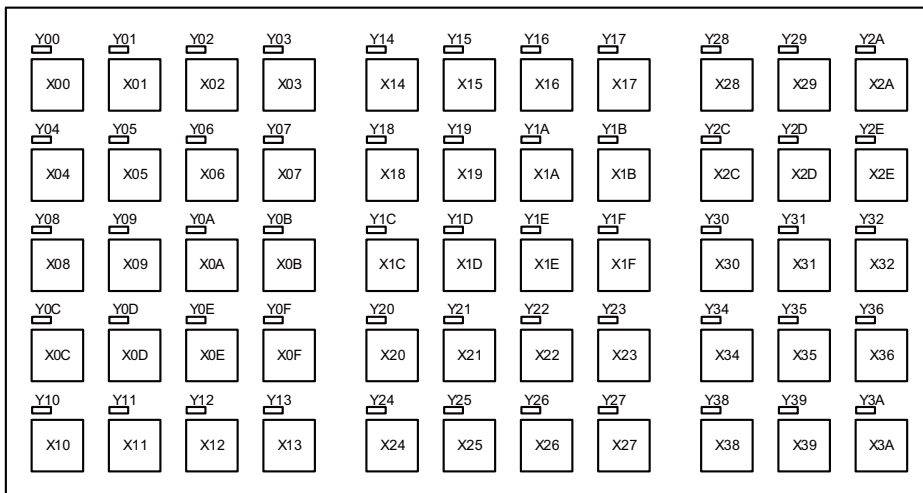 Y00 Y01 Y02 Y03 Y14 Y15 Y16 Y17 Y28 Y29 Y2A
X00 X01 X02 X03 X14 X15 X16 X17 X28 X29 X2A
Y04 Y05 Y06 Y07 Y18 Y19 Y1A Y1B Y2C Y2D Y2E
X04 X05 X06 X07 X18 X19 X1A X1B X2C X2D X2E
Y08 Y09 Y0A Y0B Y1C Y1D Y1E Y1F Y30 Y31 Y32
X08 X09 X0A X0B X1C X1D X1E X1F X30 X31 X32
Y0C Y0D Y0E Y0F Y20 Y21 Y22 Y23 Y34 Y35 Y36
X0C X0D X0E X0F X20 X21 X22 X23 X34 X35 X36
Y10 Y11 Y12 Y13 Y24 Y25 Y26 Y27 Y38 Y39 Y3A
X10 X11 X12 X13 X24 X25 X26 X27 X38 X39 X3A